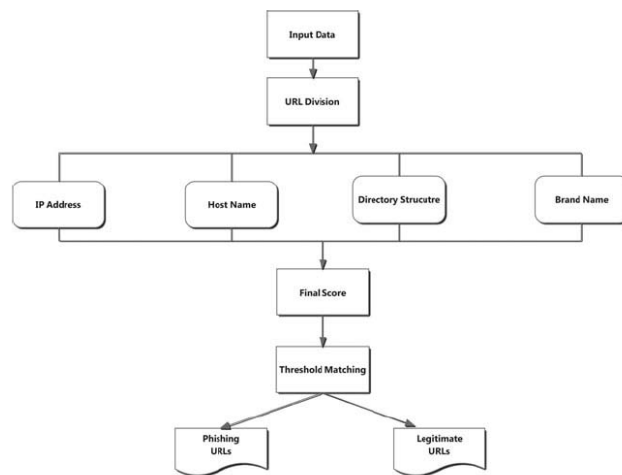 Input Data
URL Division
IP Address
Host Name
Directory Strucutre
Brand Name
Final Score
Threshold Matching
Phishing
URLs
Legitimate
URLs